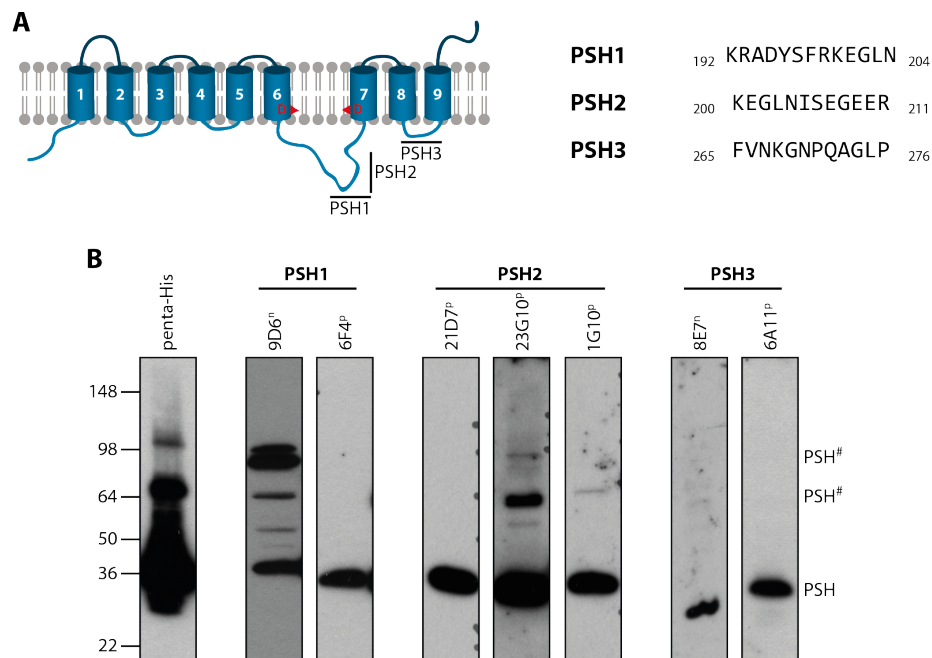 A
1 2 3 4 5 6 7 8 9
D D
PSH3
PSH2
PSH1
PSH1 192 KRADYSFRKEGLN 204
PSH2 200 KEGLNISEGEER 211
PSH3 265 FVNKGNPQAGLP 276
B
PSH1 PSH2 PSH3
penta-His 9D6ⁿ 6F4ᵖ 21D7ᵖ 23G10ᵖ 1G10ᵖ 8E7ⁿ 6A11ᵖ
148
98
PSH#
64
PSH#
50
36
PSH
22